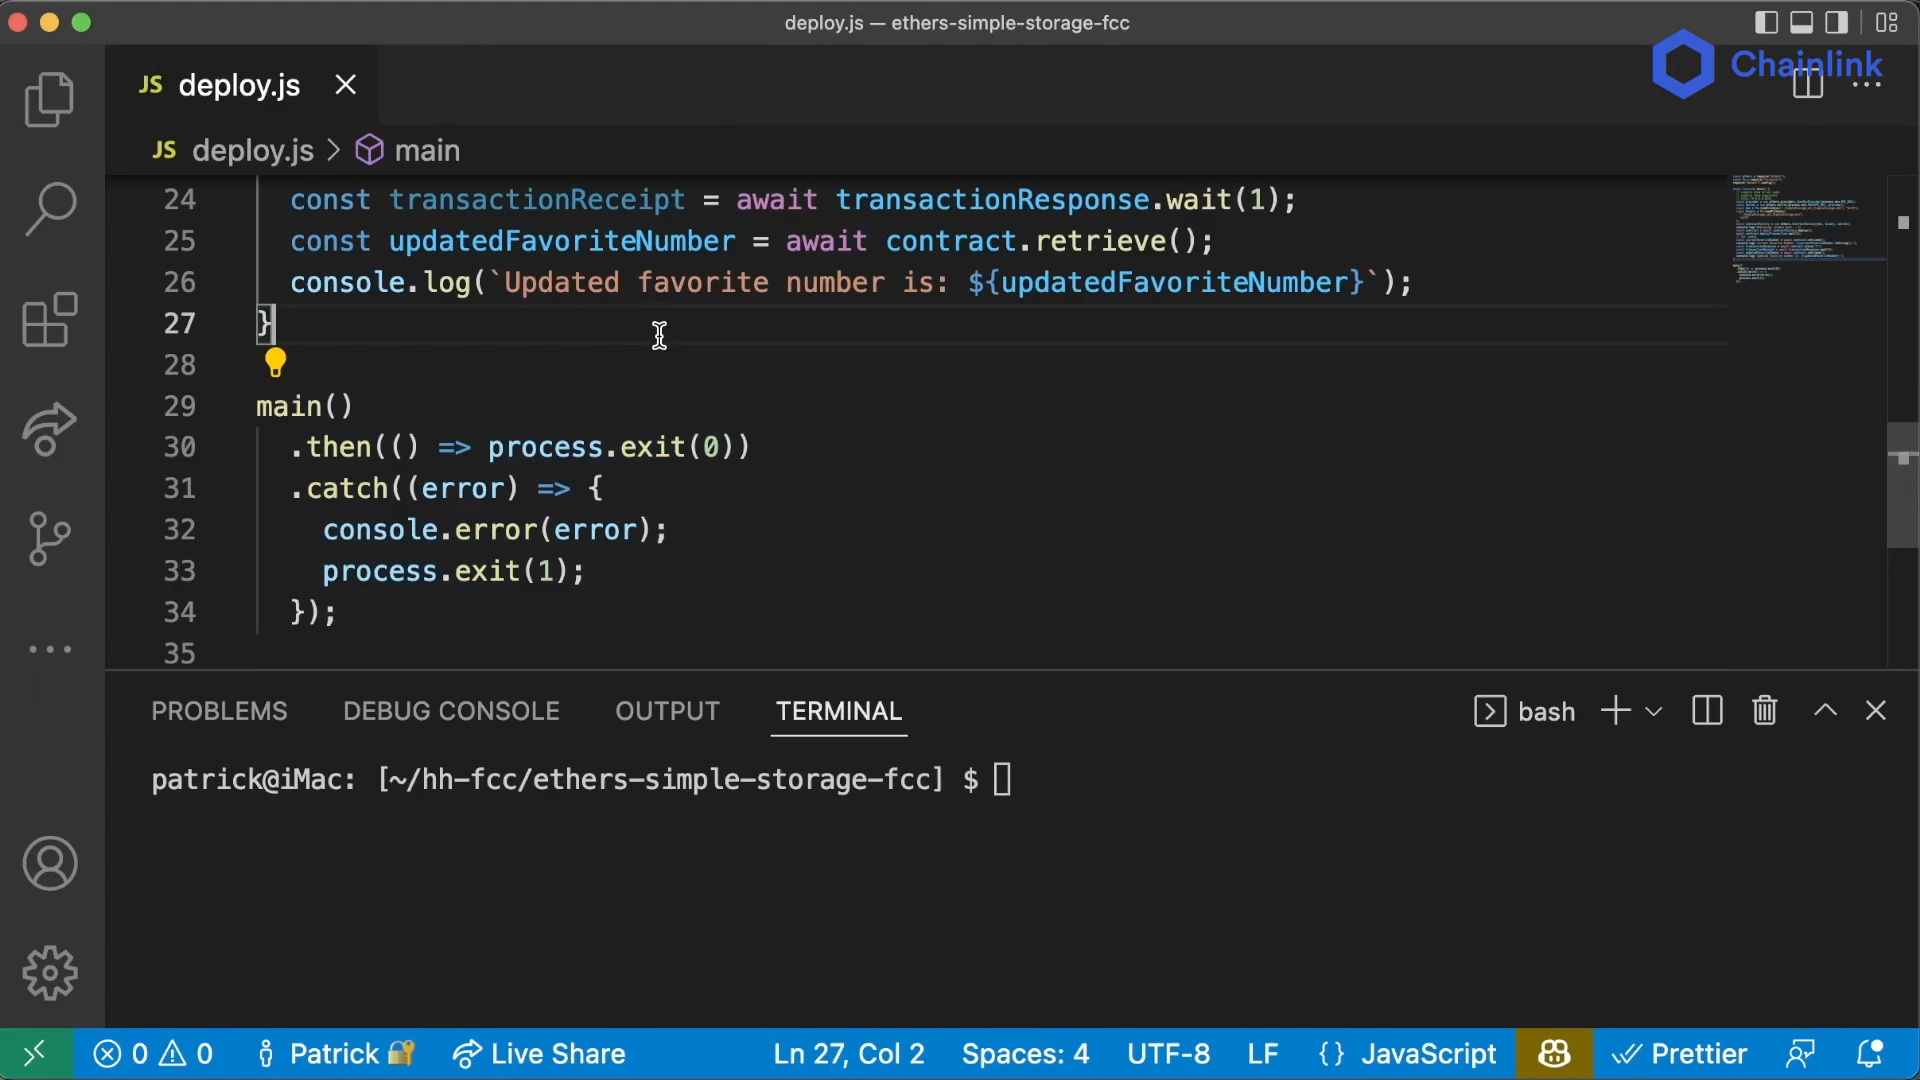 deploy.js — ethers-simple-storage-fcc
Chainlink
JS deploy.js
JS deploy.js > main
24 const transactionReceipt = await transactionResponse.wait(1);
25 const updatedFavoriteNumber = await contract.retrieve();
26 console.log(`Updated favorite number is: ${updatedFavoriteNumber}`);
27 }
28
29 main()
30 .then(() => process.exit(0))
31 .catch((error) => {
32 console.error(error);
33 process.exit(1);
34 });
35
PROBLEMS DEBUG CONSOLE OUTPUT TERMINAL bash
patrick@iMac: [~/hh-fcc/ethers-simple-storage-fcc] $
0 0 Patrick Live Share Ln 27, Col 2 Spaces: 4 UTF-8 LF {} JavaScript Prettier